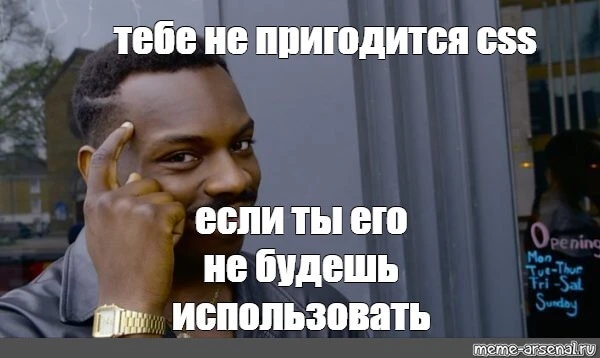 тебе не пригодится css
если ты его
не будешь
использовать
Opening
Mon
Tue-Thur
Fri-Sat
Sunday
meme-arsenal.ru